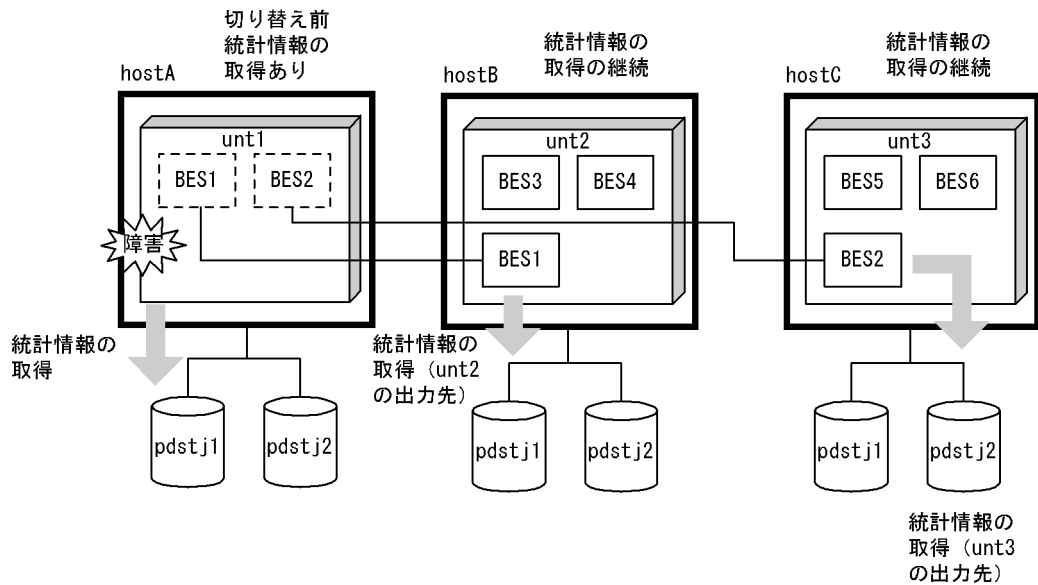 切り替え前
統計情報の
取得あり
hostA
unt1
BES1
BES2
障害
統計情報の
取得
pdstj1
pdstj2
統計情報の
取得の継続
hostB
unt2
BES3
BES4
BES1
統計情報の
取得（unt2
の出力先）
pdstj1
pdstj2
統計情報の
取得の継続
hostC
unt3
BES5
BES6
BES2
pdstj1
pdstj2
統計情報の
取得（unt3
の出力先）